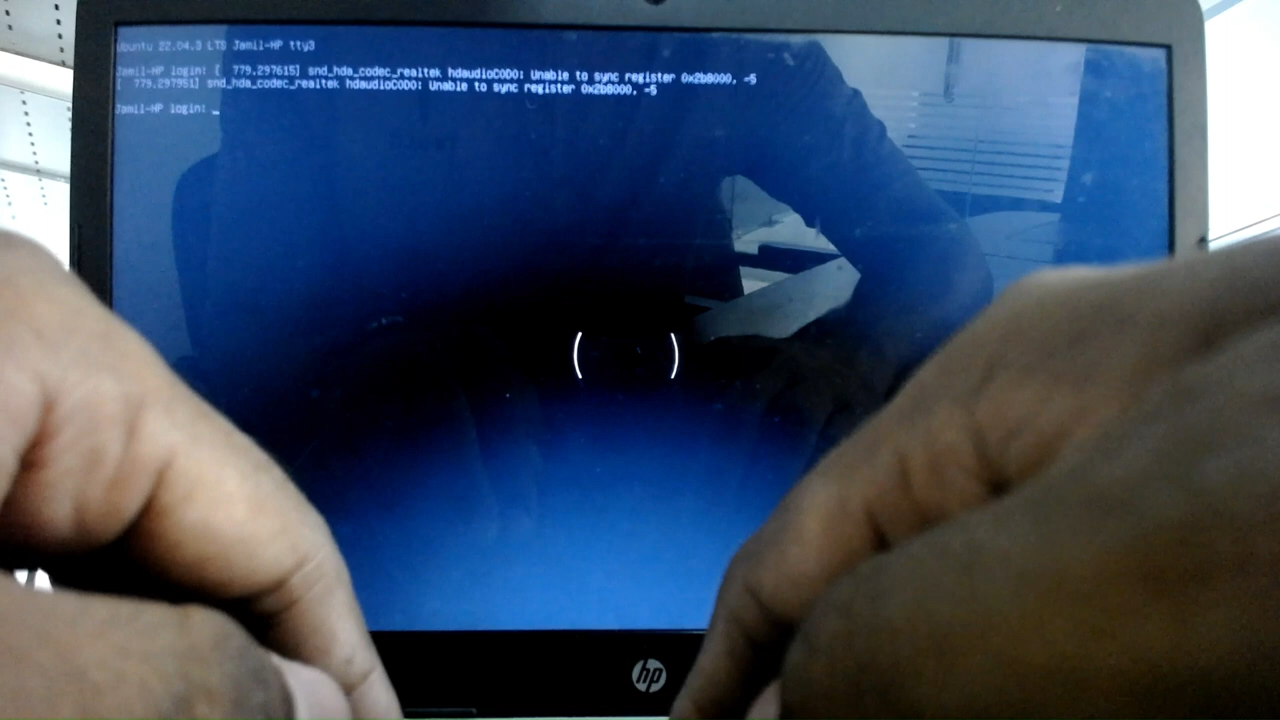 Ubuntu 22.04.3 LTS Jamil-HP tty3
Jamil-HP login: [  779.297615] snd_hda_codec_realtek hdaudioC0D0: Unable to sync register 0x2b8000, -5
[  779.297951] snd_hda_codec_realtek hdaudioC0D0: Unable to sync register 0x2b8000, -5
Jamil-HP login: _
hp